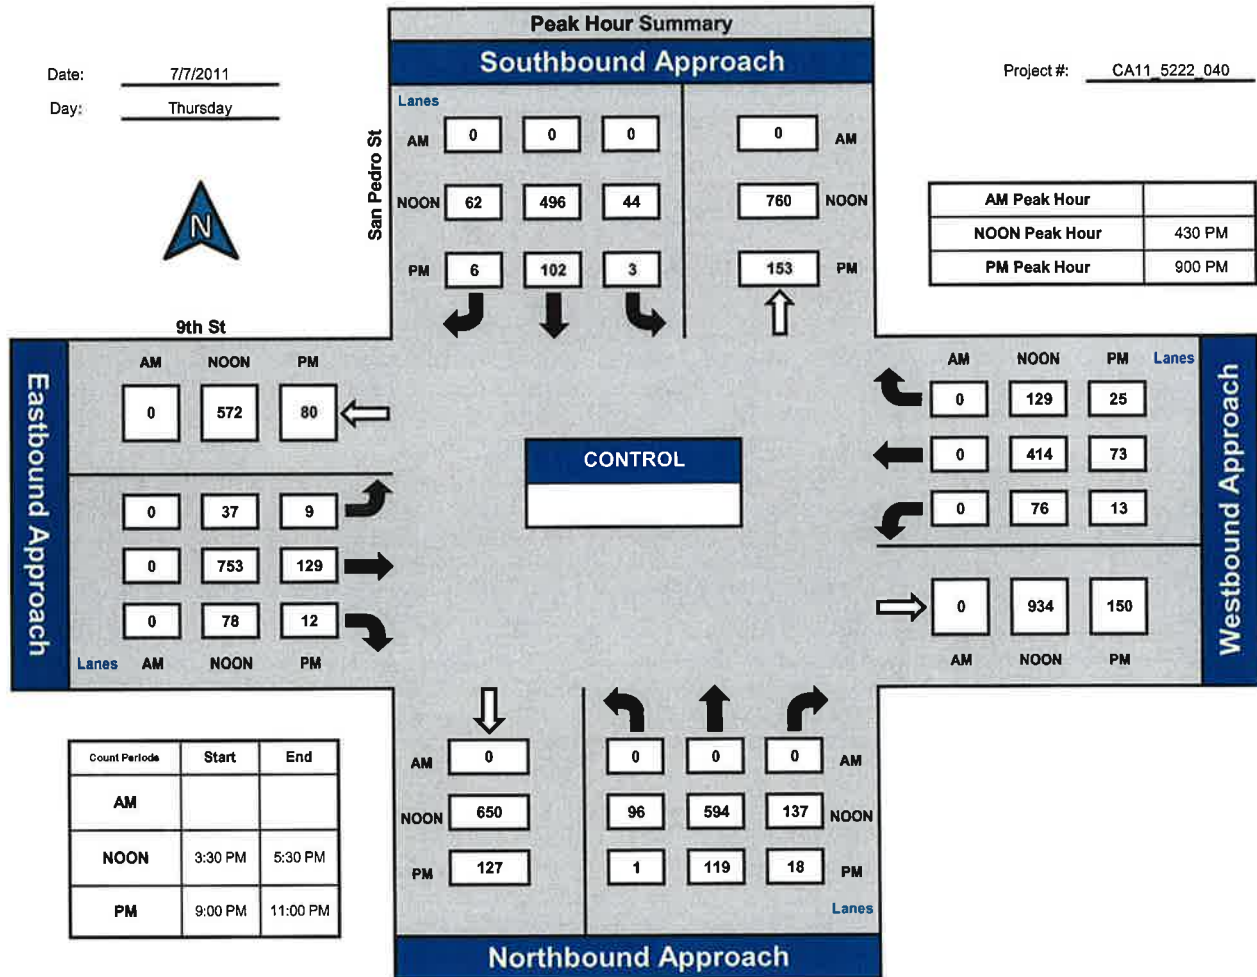 Peak Hour Summary
Southbound Approach
Date: 7/7/2011
Day: Thursday
Project #: CA11_5222_040
San Pedro St
Lanes
AM 0 0 0 0 AM
NOON 62 496 44 760 NOON
PM 6 102 3 153 PM
N
AM Peak Hour
NOON Peak Hour 430 PM
PM Peak Hour 900 PM
9th St
Eastbound Approach
AM NOON PM
0 572 80
0 37 9
0 753 129
0 78 12
Lanes AM NOON PM
CONTROL
AM NOON PM Lanes
0 129 25
0 414 73
0 76 13
0 934 150
AM NOON PM
Westbound Approach
Count Periods Start End
AM
NOON 3:30 PM 5:30 PM
PM 9:00 PM 11:00 PM
AM 0 0 0 0 AM
NOON 650 96 594 137 NOON
PM 127 1 119 18 PM
Lanes
Northbound Approach